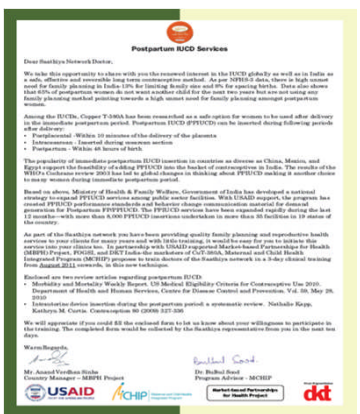 Postpartum IUCD Services
Dear Saathiya Network Doctor,
We take this opportunity to share with you the renewed interest in the IUCD globally as well as in India as
a safe, effective and reversible long term contraceptive method. As per NFHS-3 data, there is high unmet
need for family planning in India-13% for limiting family size and 6% for spacing births. Data also shows
that 65% of postpartum women do not want another child for the next two years but are not using any
family planning method pointing towards a high unmet need for family planning amongst postpartum
women.
Among the IUCDs, Copper T-380A has been researched as a safe option for women to be used after delivery
in the immediate postpartum period. Postpartum IUCD (PPIUCD) can be inserted during following periods
after delivery:
• Postplacental -Within 10 minutes of the delivery of the placenta
• Intracesarean - Inserted during cesarean section
• Postpartum - Within 48 hours of birth
The popularity of immediate postpartum IUCD insertion in countries as diverse as China, Mexico, and
Egypt support the feasibility of adding PPIUCD into the basket of contraceptives in India. The results of the
WHO's Cochrane review 2003 has led to global changes in thinking about PPIUCD making it another choice
to many women during immediate postpartum period.
Based on above, Ministry of Health & Family Welfare, Government of India has developed a national
strategy to expand PPIUCD services among public sector facilities. With USAID support, the program has
created PPIUCD performance standards and behavior change communication material for demand
generation for Postpartum FP/PPIUCD. The PPIUCD services have been expanded rapidly during the last
12 months—with more than 8,000 PPIUCD insertions undertaken in more than 35 facilities in 19 states of
the country.
As part of the Saathiya network you have been providing quality family planning and reproductive health
services to your clients for many years and with little training, it would be easy for you to initiate this
service into your clinics too. In partnership with USAID supported Market-based Partnerships for Health
(MBPH) Project, FOGSI, and DKT India-the marketers of CuT-380A, Maternal and Child Health
Integrated Program (MCHIP) proposes to train doctors of the Saathiya network in a 3-day clinical training
from August 2011 onwards, in this new technique.
Enclosed are two review articles regarding postpartum IUCD:
• Morbidity and Mortality Weekly Report. US Medical Eligibility Criteria for Contraceptive Use 2010.
Department of Health and Human Services, Centre for Disease Control and Prevention. Vol. 59, May 28,
2010
• Intrauterine device insertion during the postpartum period: a systematic review. Nathalie Kapp,
Kathryn M. Curtis. Contraception 80 (2009) 327-336
We will appreciate if you could fill the enclosed form to let us know about your willingness to participate in
the training. The completed form would be collected by the Saathiya representative from you in the next ten
days.
Warm Regards,
Mr. Anand Verdhen Sinha
Country Manager - MBPH Project
Dr. Bulbul Sood
Program Advisor - MCHIP
USAID
MCHIP
Market-based Partnerships
for Health Project
dkt